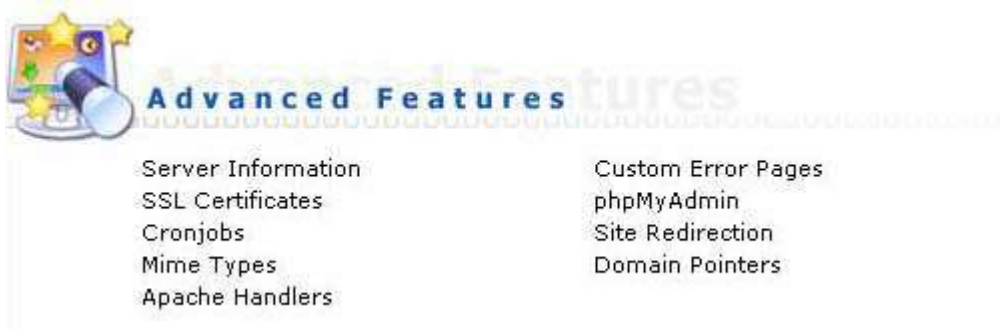 Advanced Features
Server Information
SSL Certificates
Cronjobs
Mime Types
Apache Handlers
Custom Error Pages
phpMyAdmin
Site Redirection
Domain Pointers